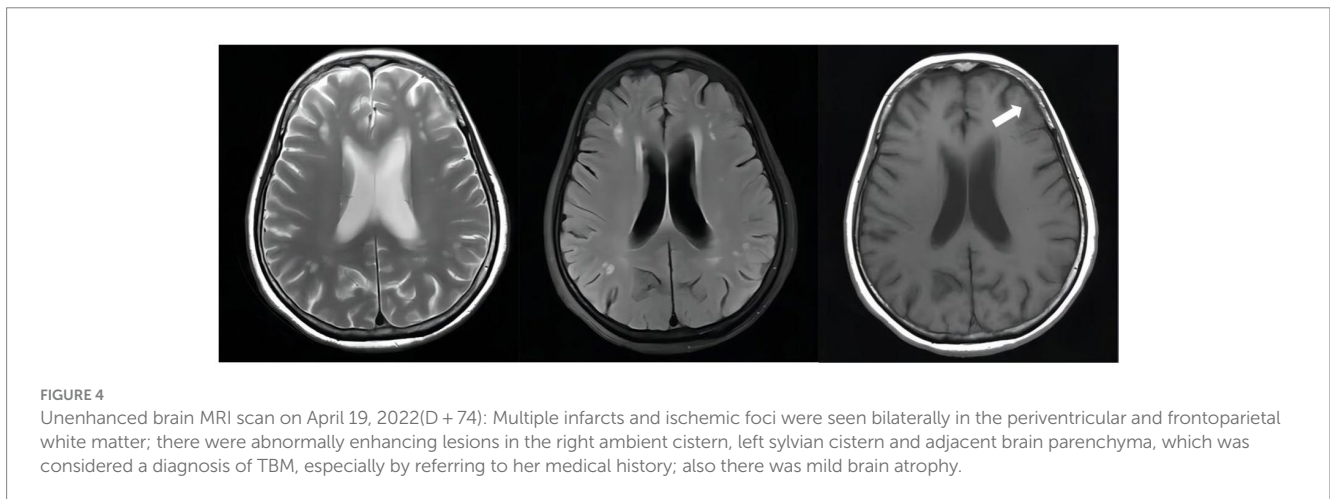 FIGURE 4
Unenhanced brain MRI scan on April 19, 2022(D + 74): Multiple infarcts and ischemic foci were seen bilaterally in the periventricular and frontoparietal
white matter; there were abnormally enhancing lesions in the right ambient cistern, left sylvian cistern and adjacent brain parenchyma, which was
considered a diagnosis of TBM, especially by referring to her medical history; also there was mild brain atrophy.